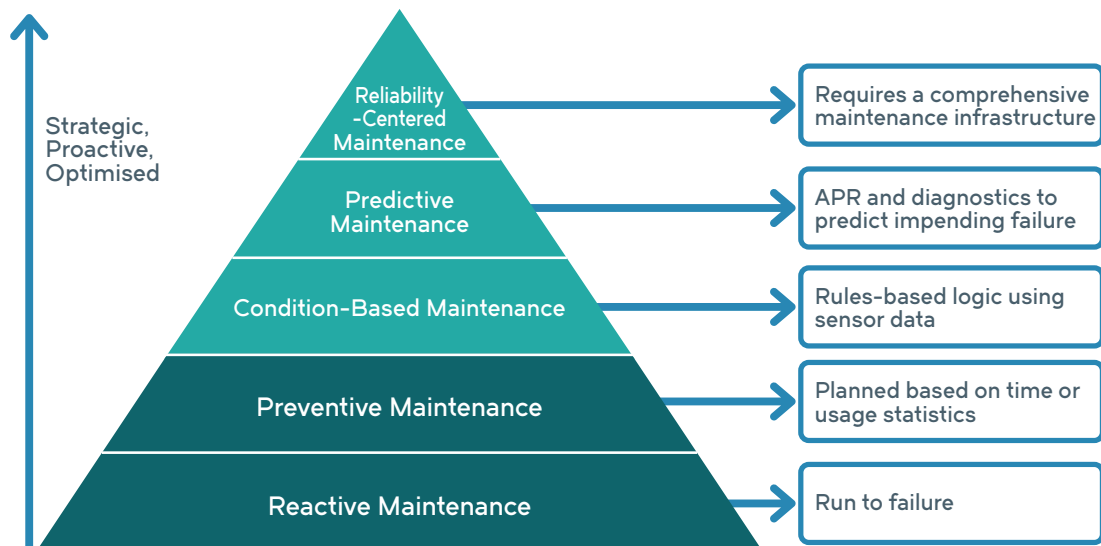 Strategic,
Proactive,
Optimised
Reliability
-Centered
Maintenance
Requires a comprehensive
maintenance infrastructure
Predictive
Maintenance
APR and diagnostics to
predict impending failure
Condition-Based Maintenance
Rules-based logic using
sensor data
Preventive Maintenance
Planned based on time or
usage statistics
Reactive Maintenance
Run to failure